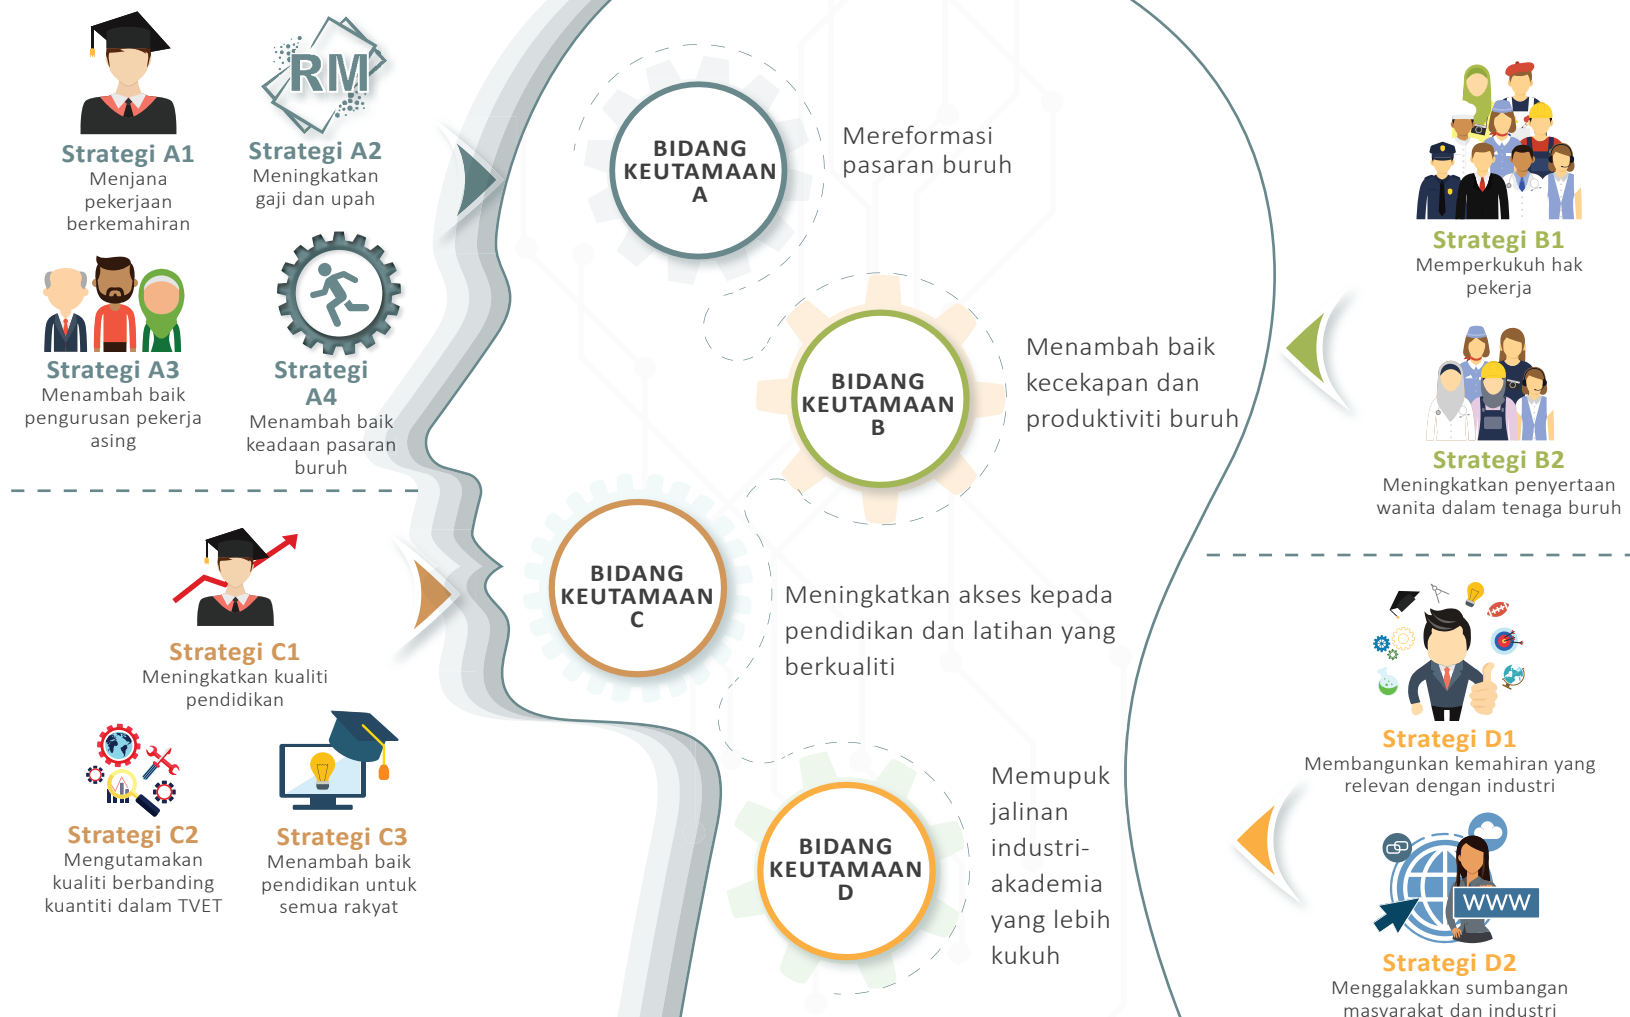 RM
Strategi A1
Menjana
pekerjaan
berkemahiran
Strategi A2
Meningkatkan
gaji dan upah
Strategi A3
Menambah baik
pengurusan pekerja
asing
Strategi
A4
Menambah baik
keadaan pasaran
buruh
BIDANG
KEUTAMAAN
A
Mereformasi
pasaran buruh
Strategi B1
Memperkukuh hak
pekerja
Strategi B2
Meningkatkan penyertaan
wanita dalam tenaga buruh
BIDANG
KEUTAMAAN
B
Menambah baik
kecekapan dan
produktiviti buruh
Strategi C1
Meningkatkan kualiti
pendidikan
Strategi C2
Mengutamakan
kualiti berbanding
kuantiti dalam TVET
Strategi C3
Menambah baik
pendidikan untuk
semua rakyat
BIDANG
KEUTAMAAN
C
Meningkatkan akses kepada
pendidikan dan latihan yang
berkualiti
BIDANG
KEUTAMAAN
D
Memupuk
jalinan
industri-
akademia
yang lebih
kukuh
Strategi D1
Membangunkan kemahiran yang
relevan dengan industri
WWW
Strategi D2
Menggalakkan sumbangan
masyarakat dan industri